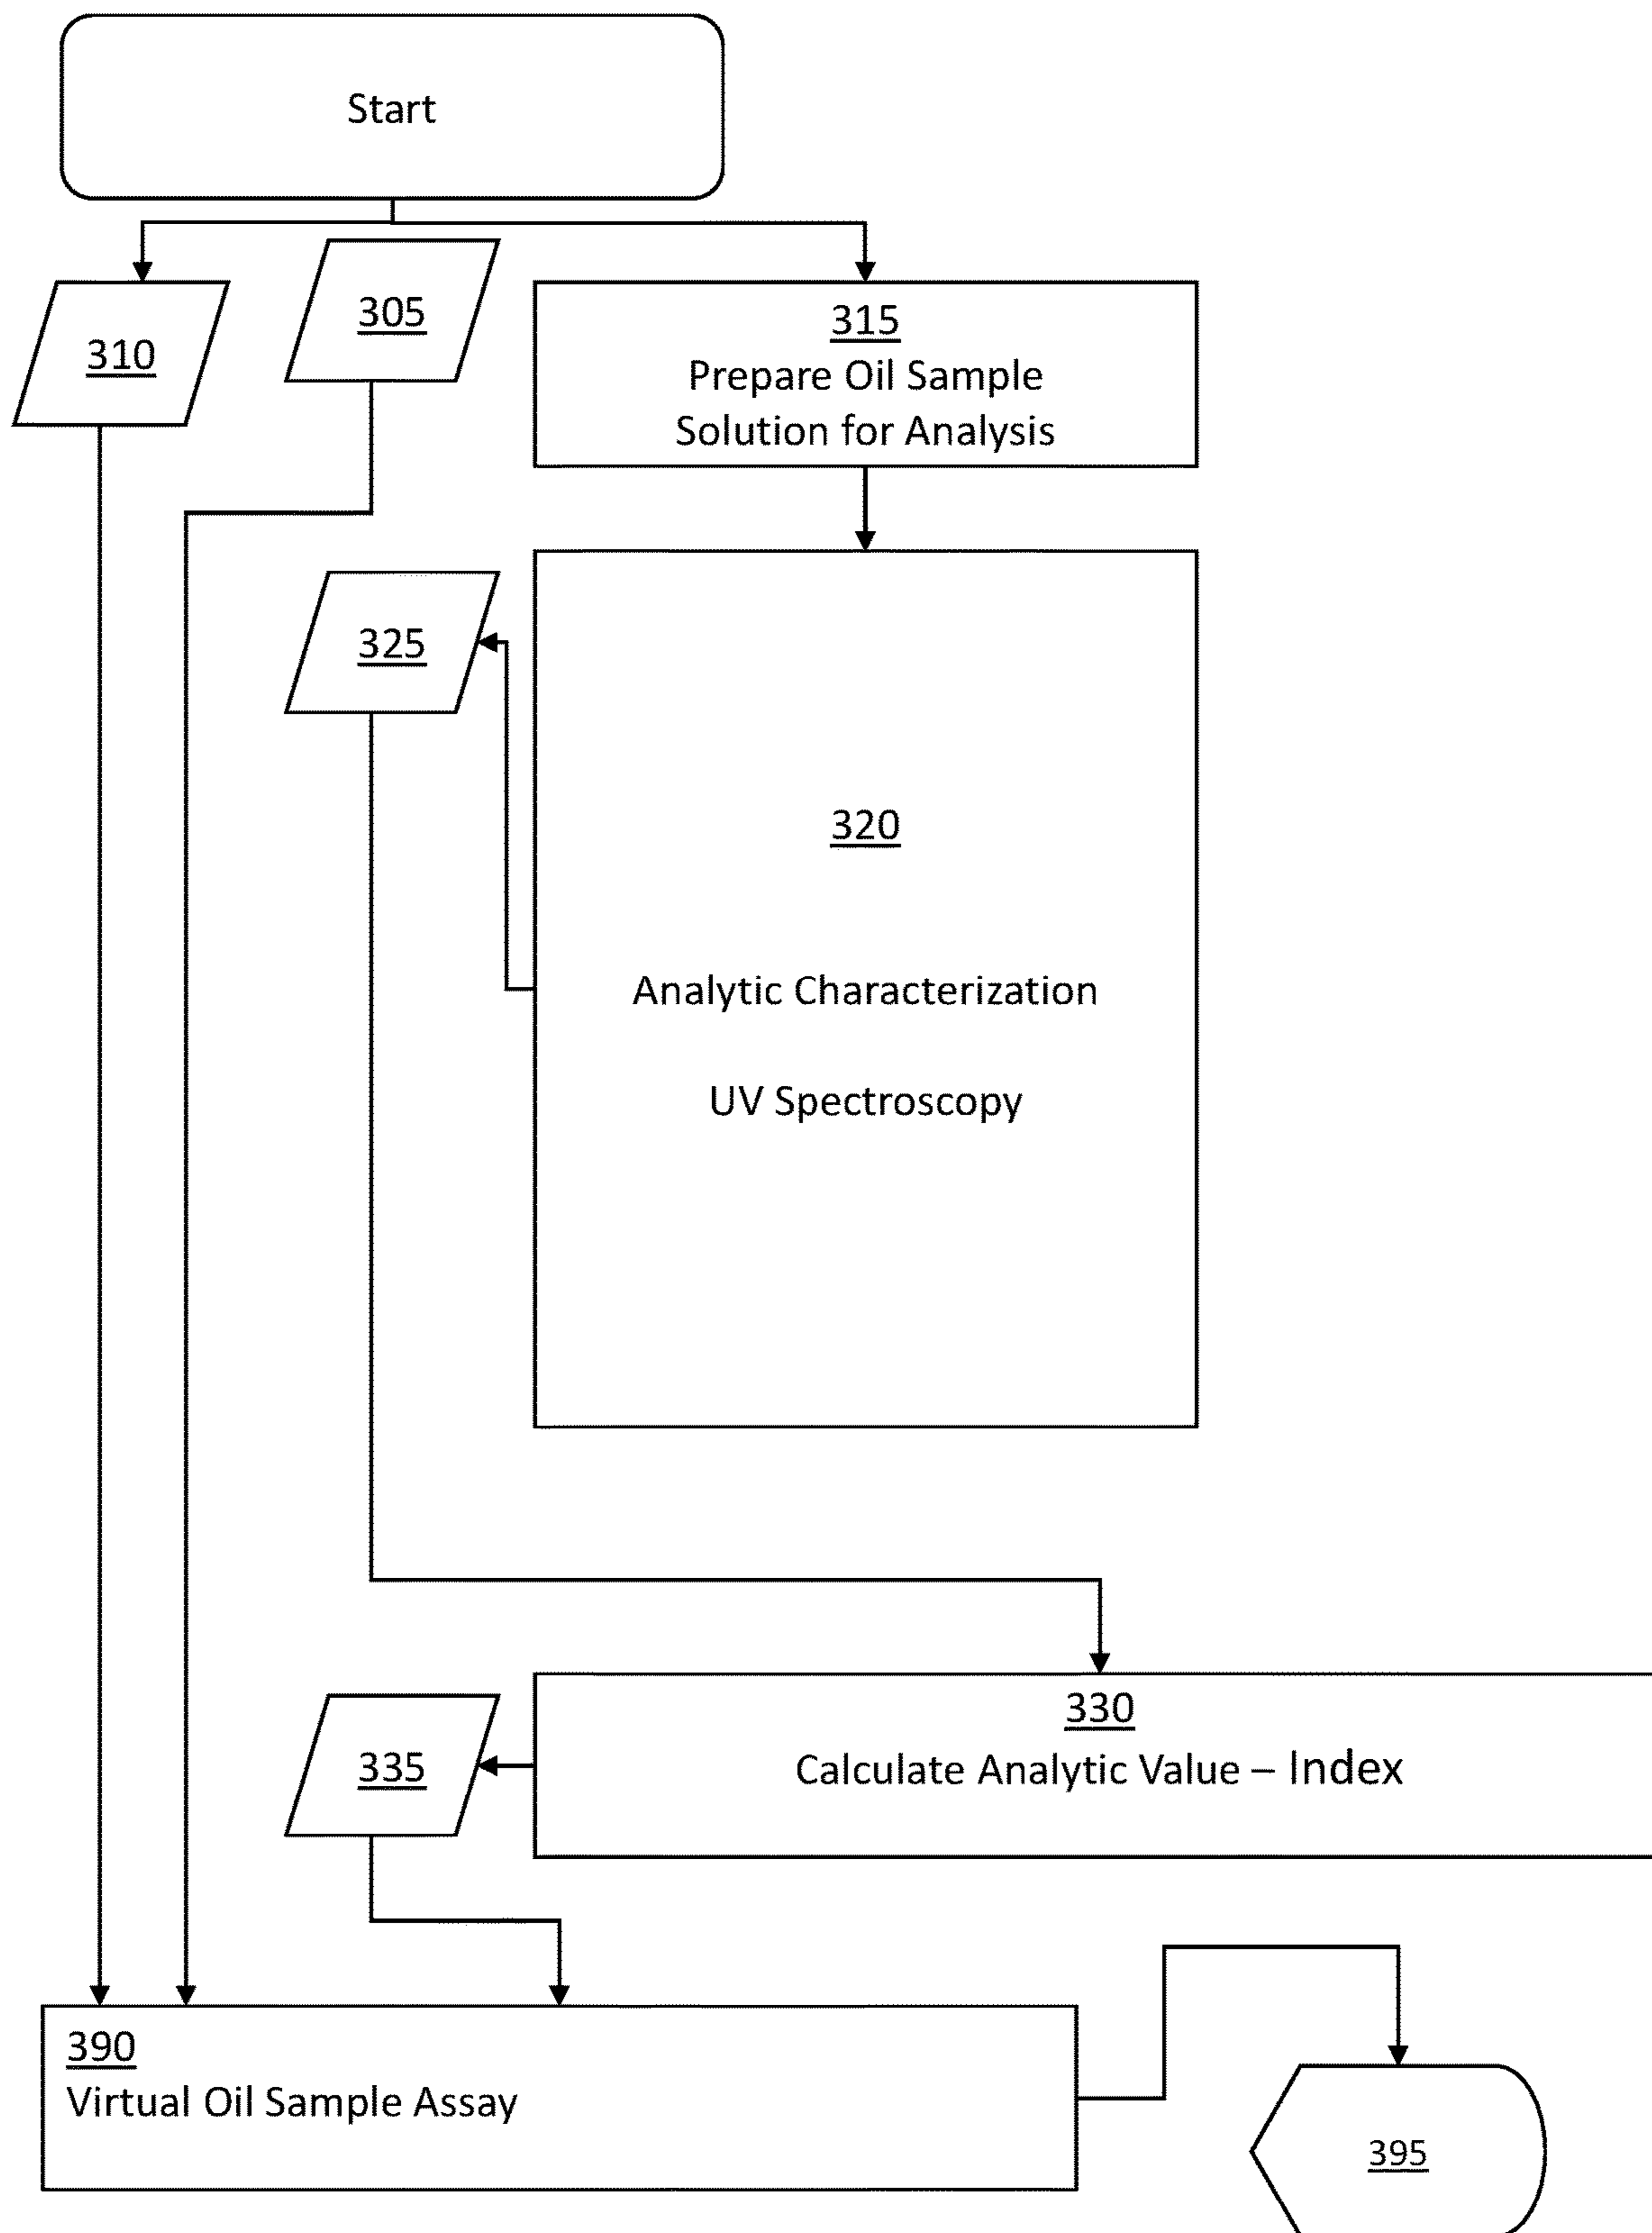 Start
310
305
315
Prepare Oil Sample
Solution for Analysis
325
320
Analytic Characterization
UV Spectroscopy
330
Calculate Analytic Value – Index
335
390
Virtual Oil Sample Assay
395